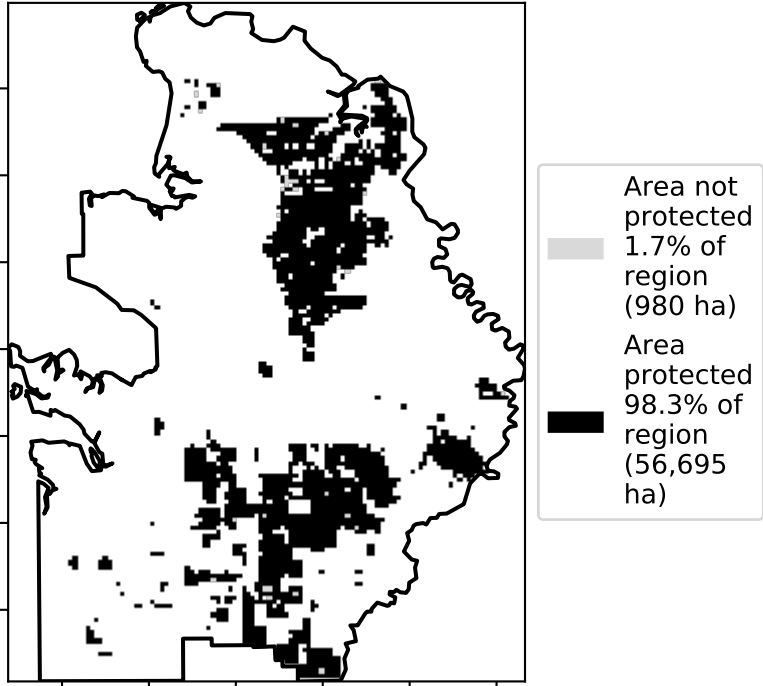 Area not
protected
1.7% of
region
(980 ha)
Area
protected
98.3% of
region
(56,695
ha)